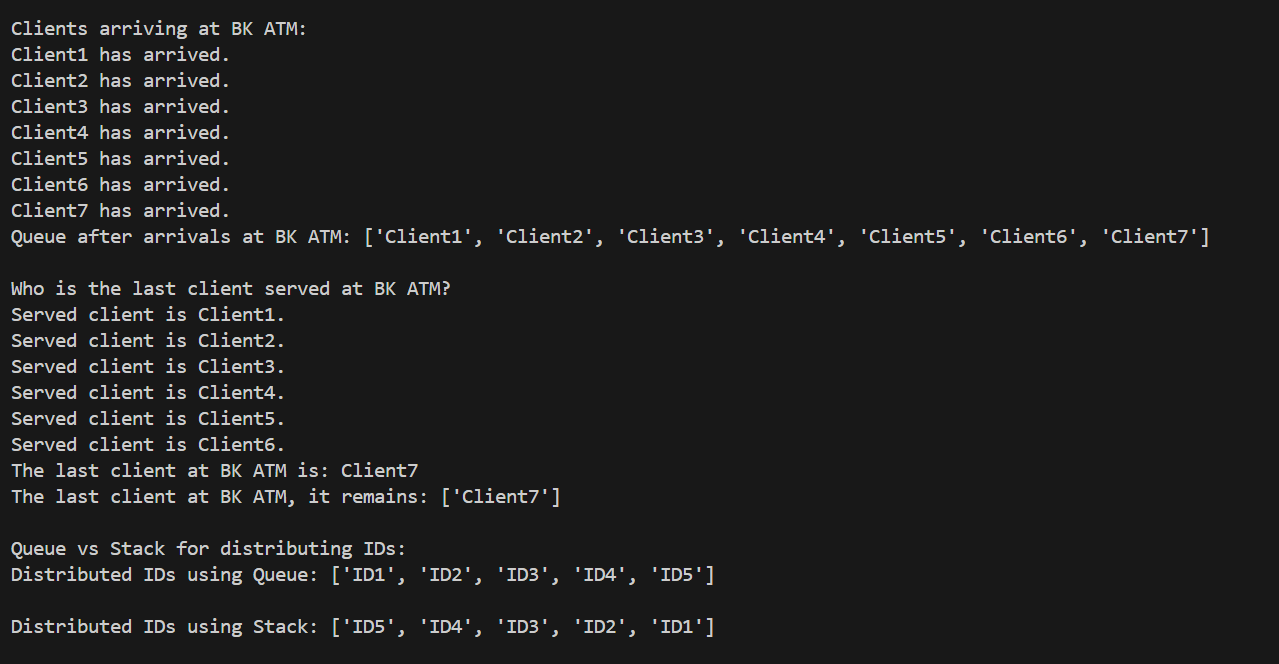 Clients arriving at BK ATM:
Client1 has arrived.
Client2 has arrived.
Client3 has arrived.
Client4 has arrived.
Client5 has arrived.
Client6 has arrived.
Client7 has arrived.
Queue after arrivals at BK ATM: ['Client1', 'Client2', 'Client3', 'Client4', 'Client5', 'Client6', 'Client7']
Who is the last client served at BK ATM?
Served client is Client1.
Served client is Client2.
Served client is Client3.
Served client is Client4.
Served client is Client5.
Served client is Client6.
The last client at BK ATM is: Client7
The last client at BK ATM, it remains: ['Client7']
Queue vs Stack for distributing IDs:
Distributed IDs using Queue: ['ID1', 'ID2', 'ID3', 'ID4', 'ID5']
Distributed IDs using Stack: ['ID5', 'ID4', 'ID3', 'ID2', 'ID1']